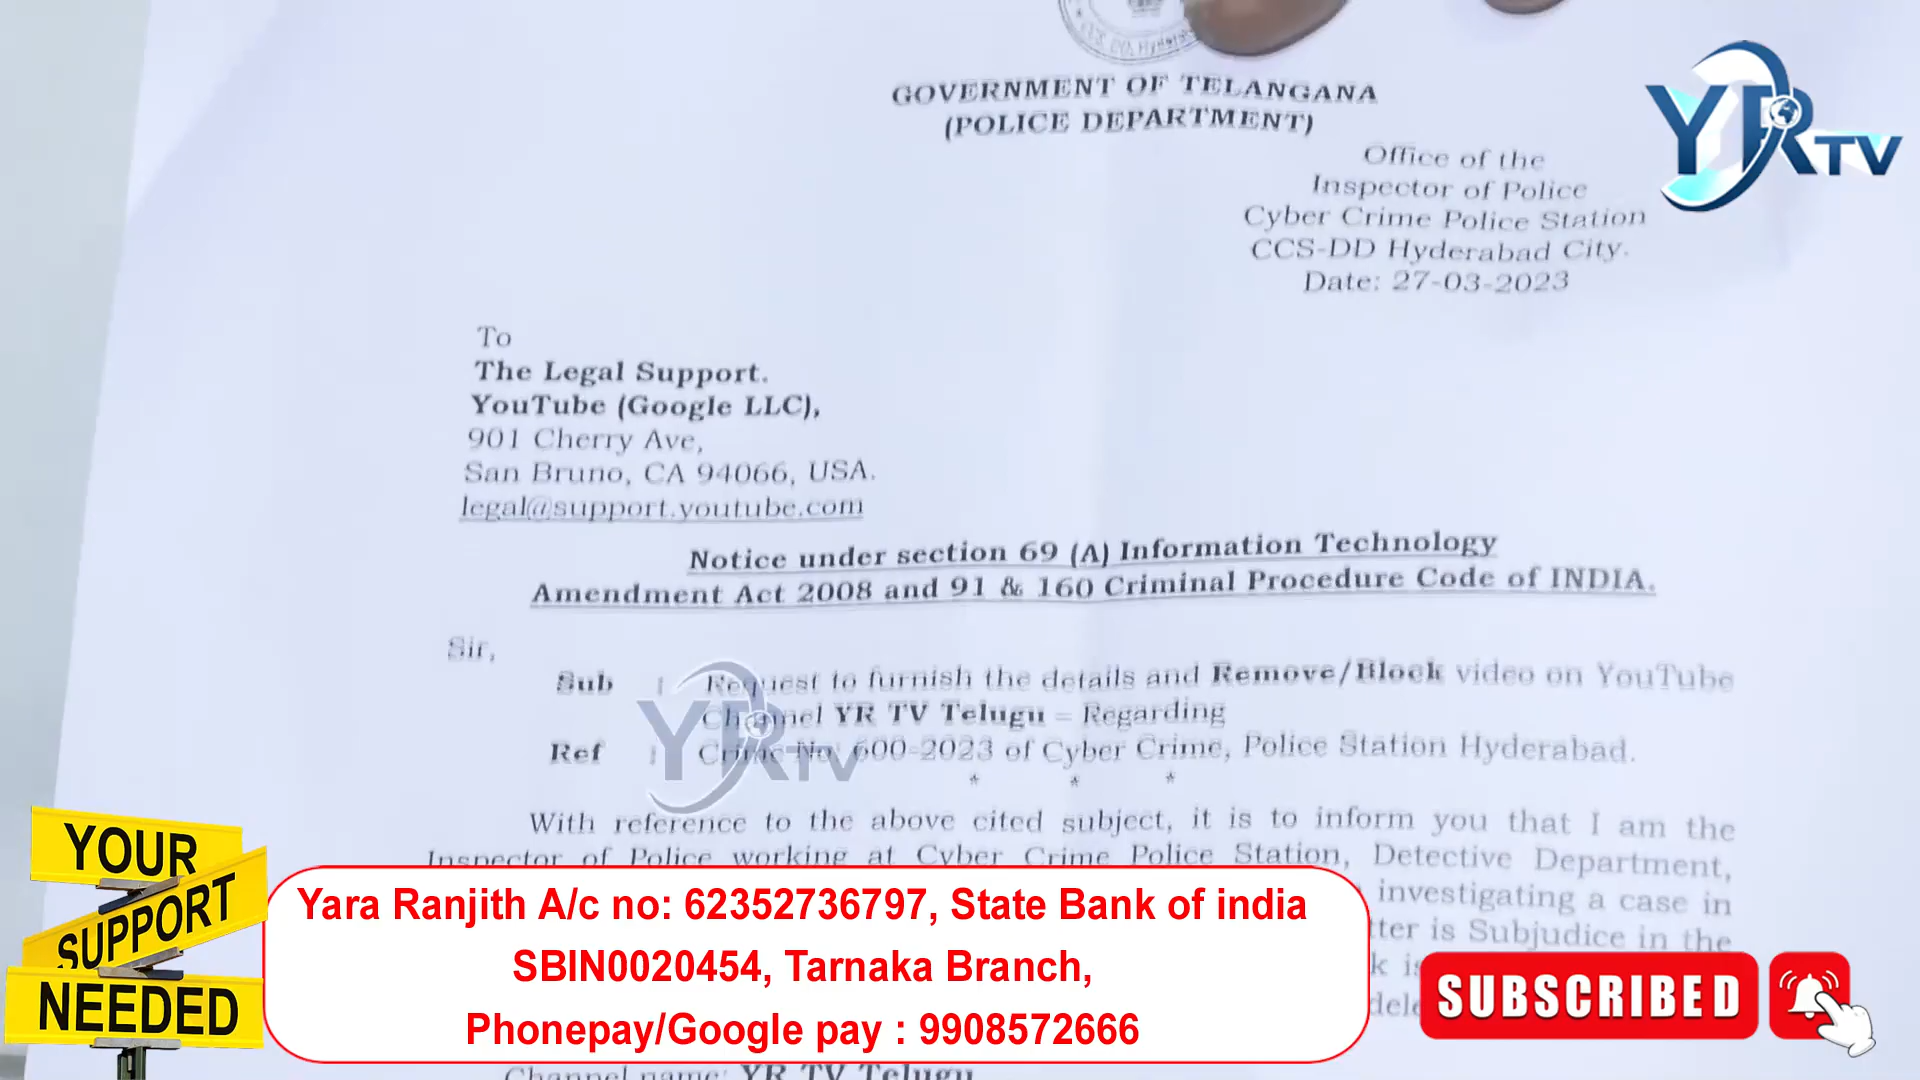 CCS, DD, Hyderabad
GOVERNMENT OF TELANGANA
(POLICE DEPARTMENT)
Office of the
Inspector of Police
Cyber Crime Police Station
CCS-DD Hyderabad City.
Date: 27-03-2023
YR TV
To
The Legal Support.
YouTube (Google LLC),
901 Cherry Ave,
San Bruno, CA 94066, USA.
legal@support.youtube.com
Notice under section 69 (A) Information Technology
Amendment Act 2008 and 91 & 160 Criminal Procedure Code of INDIA.
Sir,
Sub : Request to furnish the details and Remove/Block video on YouTube
Channel YR TV Telugu – Regarding
Ref : Crime No. 600-2023 of Cyber Crime, Police Station Hyderabad.
* * *
YR TV
With reference to the above cited subject, it is to inform you that I am the
Inspector of Police working at Cyber Crime Police Station, Detective Department,
investigating a case in
is Subjudice in the
Channel name: YR TV Telugu
YOUR
SUPPORT
NEEDED
Yara Ranjith A/c no: 62352736797, State Bank of india
SBIN0020454, Tarnaka Branch,
Phonepay/Google pay : 9908572666
SUBSCRIBED